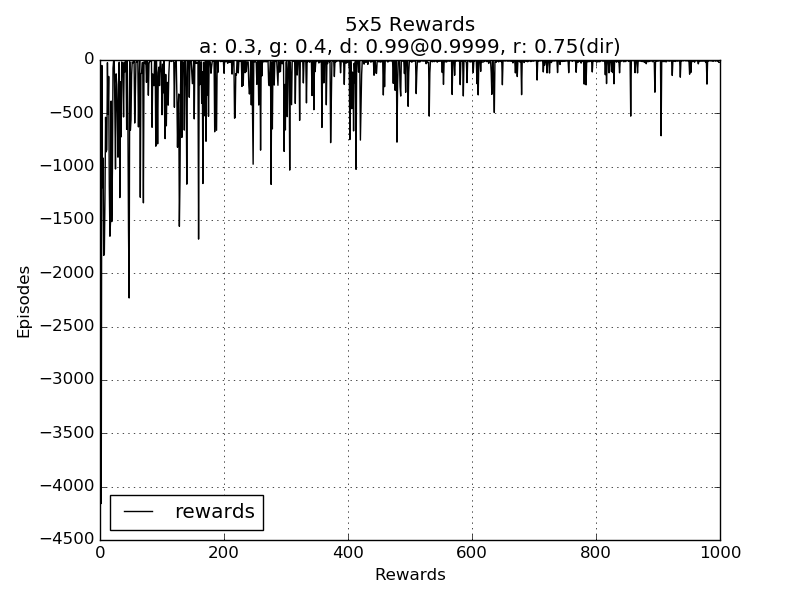 5x5 Rewards
a: 0.3, g: 0.4, d: 0.99@0.9999, r: 0.75(dir)
0
−500
−1000
−1500
−2000
−2500
−3000
−3500
−4000
−4500
Episodes
rewards
0 200 400 600 800 1000
Rewards